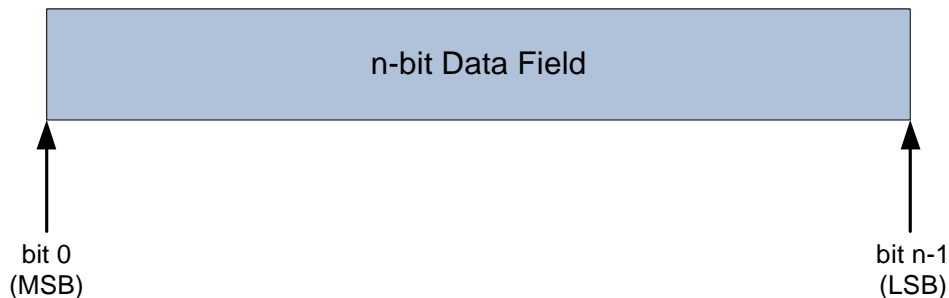 n-bit Data Field
bit 0
(MSB)
bit n-1
(LSB)